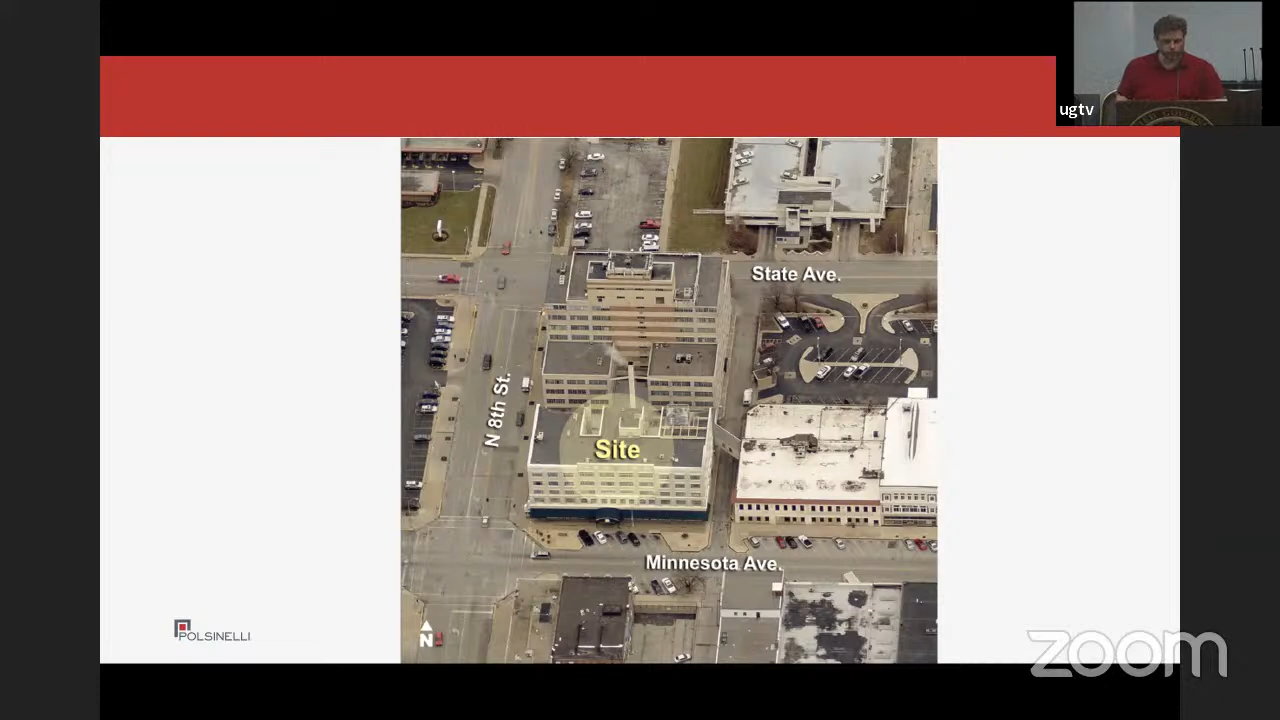 ugtv
State Ave.
N 8th St.
Site
Minnesota Ave.
N
POLSINELLI
zoom